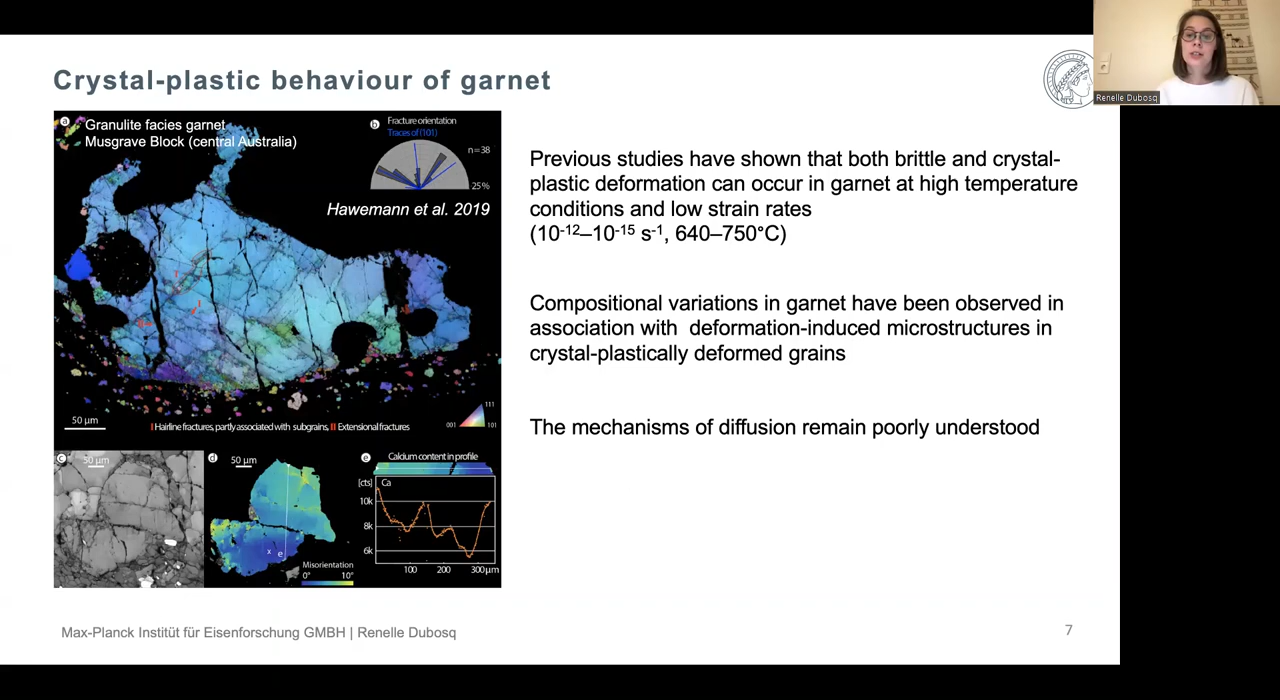 Renelle Dubosq
Crystal-plastic behaviour of garnet
a
Granulite facies garnet
Musgrave Block (central Australia)
b
Fracture orientation
Traces of (101)
n=38
25%
Hawemann et al. 2019
I
I
II
50 µm
I Hairline fractures, partly associated with subgrains, II Extensional fractures
111
001
101
c
50 µm
d
50 µm
x
e
Misorientation
0° 10°
e
Calcium content in profile
[cts]
Ca
10k
8k
6k
100 200 300µm
Previous studies have shown that both brittle and crystal-
plastic deformation can occur in garnet at high temperature
conditions and low strain rates
(10⁻¹²–10⁻¹⁵ s⁻¹, 640–750°C)
Compositional variations in garnet have been observed in
association with deformation-induced microstructures in
crystal-plastically deformed grains
The mechanisms of diffusion remain poorly understood
Max-Planck Institüt für Eisenforschung GMBH | Renelle Dubosq
7